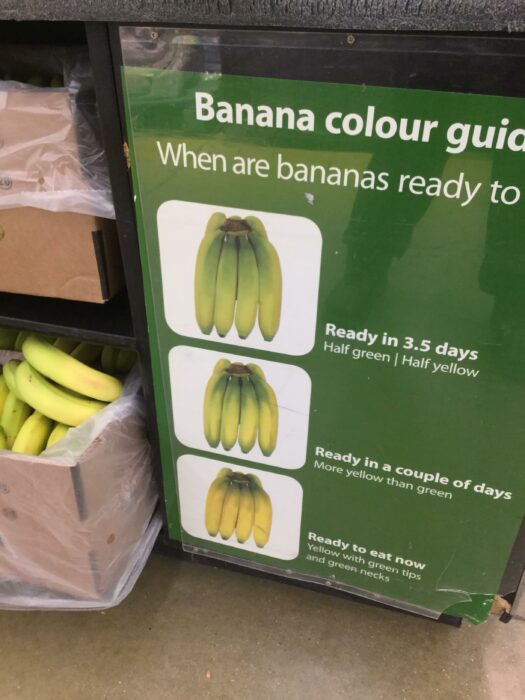 Banana colour guid
When are bananas ready to
Ready in 3.5 days
Half green | Half yellow
Ready in a couple of days
More yellow than green
Ready to eat now
Yellow with green tips
and green necks